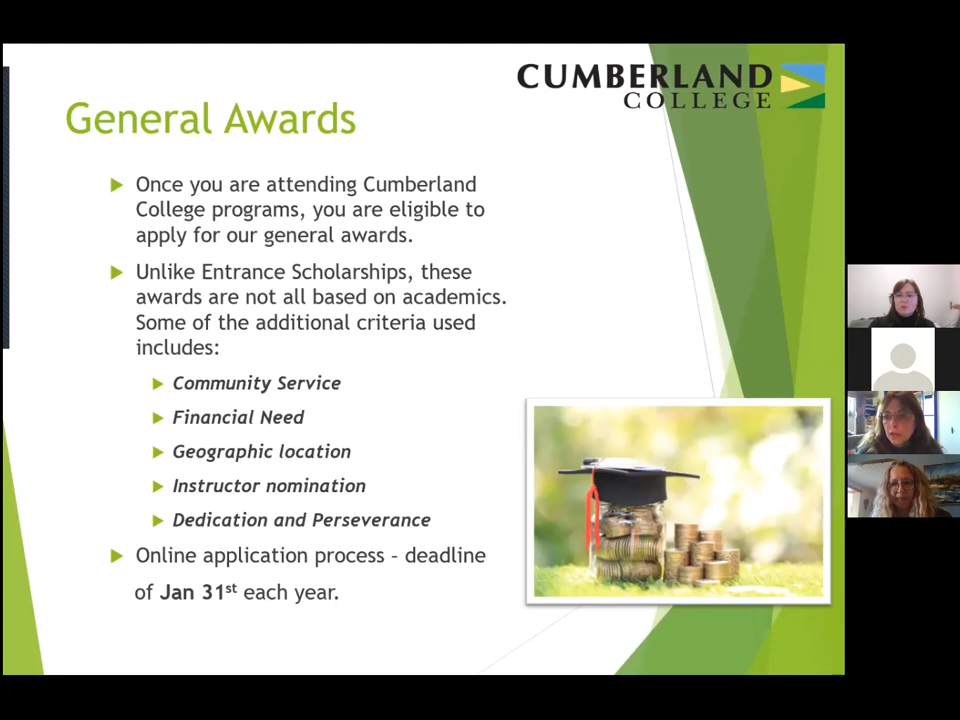 CUMBERLAND
COLLEGE
General Awards
Once you are attending Cumberland
College programs, you are eligible to
apply for our general awards.
Unlike Entrance Scholarships, these
awards are not all based on academics.
Some of the additional criteria used
includes:
Community Service
Financial Need
Geographic location
Instructor nomination
Dedication and Perseverance
Online application process – deadline
of Jan 31st each year.